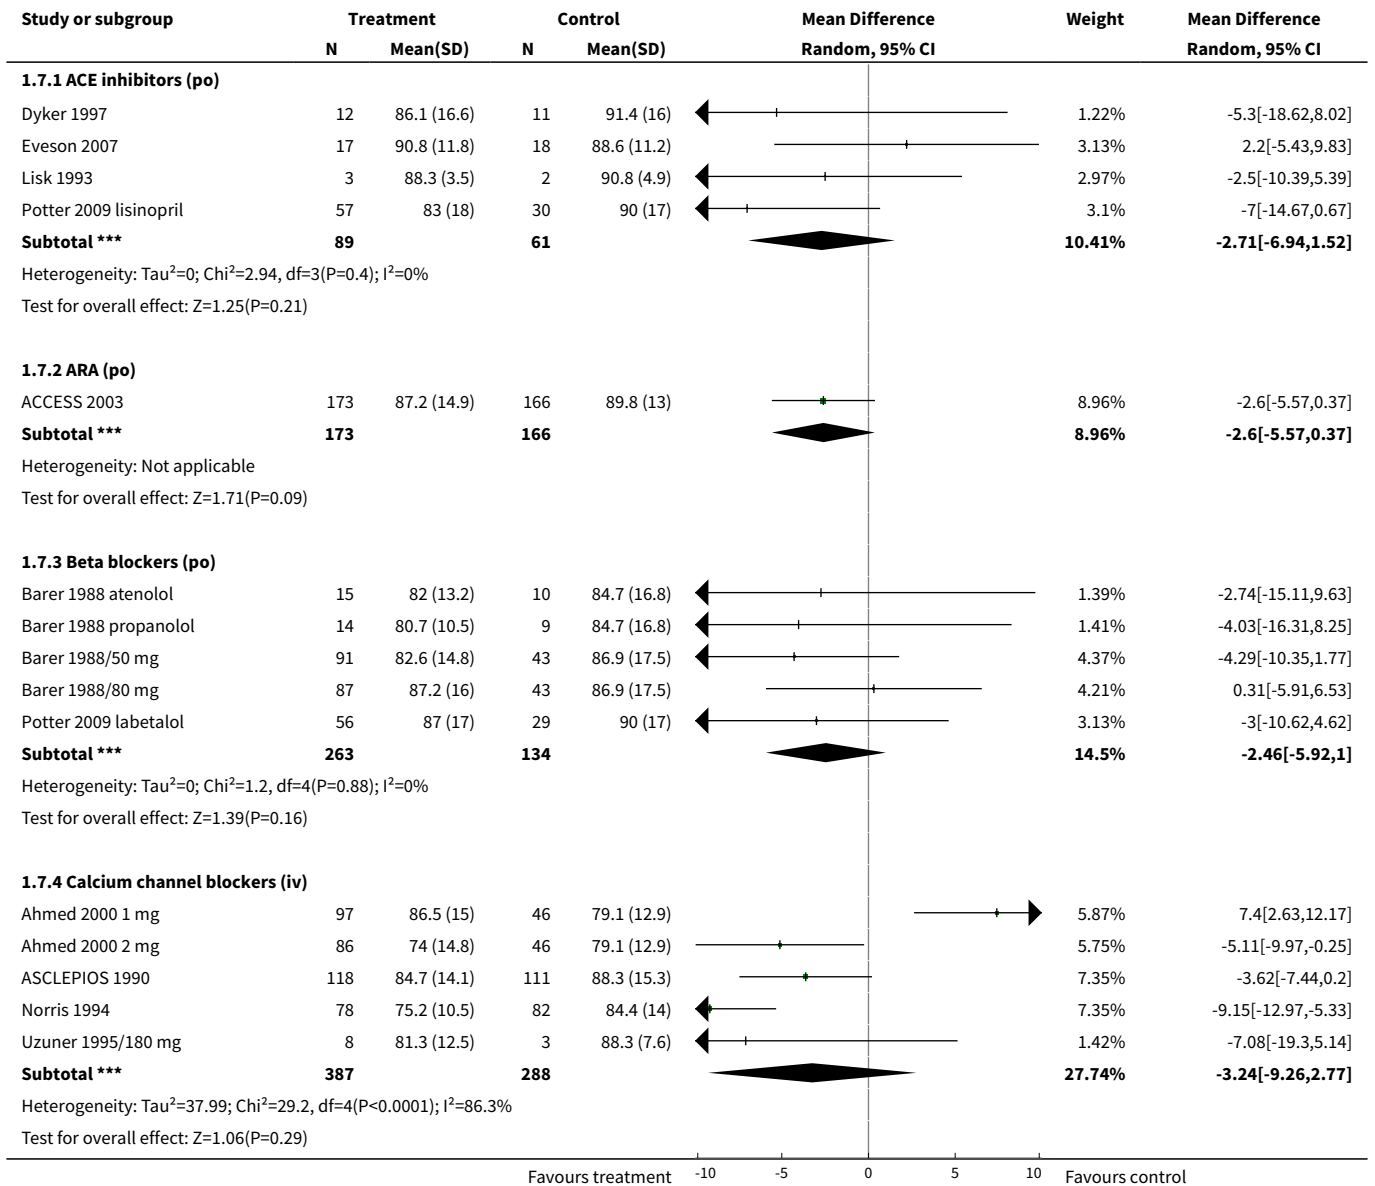 Study or subgroup Treatment Control Mean Difference Weight Mean Difference
N Mean(SD) N Mean(SD) Random, 95% CI Random, 95% CI
1.7.1 ACE inhibitors (po)
Dyker 1997 12 86.1 (16.6) 11 91.4 (16) 1.22% -5.3[-18.62,8.02]
Eveson 2007 17 90.8 (11.8) 18 88.6 (11.2) 3.13% 2.2[-5.43,9.83]
Lisk 1993 3 88.3 (3.5) 2 90.8 (4.9) 2.97% -2.5[-10.39,5.39]
Potter 2009 lisinopril 57 83 (18) 30 90 (17) 3.1% -7[-14.67,0.67]
Subtotal *** 89 61 10.41% -2.71[-6.94,1.52]
Heterogeneity: Tau²=0; Chi²=2.94, df=3(P=0.4); I²=0%
Test for overall effect: Z=1.25(P=0.21)
1.7.2 ARA (po)
ACCESS 2003 173 87.2 (14.9) 166 89.8 (13) 8.96% -2.6[-5.57,0.37]
Subtotal *** 173 166 8.96% -2.6[-5.57,0.37]
Heterogeneity: Not applicable
Test for overall effect: Z=1.71(P=0.09)
1.7.3 Beta blockers (po)
Barer 1988 atenolol 15 82 (13.2) 10 84.7 (16.8) 1.39% -2.74[-15.11,9.63]
Barer 1988 propanolol 14 80.7 (10.5) 9 84.7 (16.8) 1.41% -4.03[-16.31,8.25]
Barer 1988/50 mg 91 82.6 (14.8) 43 86.9 (17.5) 4.37% -4.29[-10.35,1.77]
Barer 1988/80 mg 87 87.2 (16) 43 86.9 (17.5) 4.21% 0.31[-5.91,6.53]
Potter 2009 labetalol 56 87 (17) 29 90 (17) 3.13% -3[-10.62,4.62]
Subtotal *** 263 134 14.5% -2.46[-5.92,1]
Heterogeneity: Tau²=0; Chi²=1.2, df=4(P=0.88); I²=0%
Test for overall effect: Z=1.39(P=0.16)
1.7.4 Calcium channel blockers (iv)
Ahmed 2000 1 mg 97 86.5 (15) 46 79.1 (12.9) 5.87% 7.4[2.63,12.17]
Ahmed 2000 2 mg 86 74 (14.8) 46 79.1 (12.9) 5.75% -5.11[-9.97,-0.25]
ASCLEPIOS 1990 118 84.7 (14.1) 111 88.3 (15.3) 7.35% -3.62[-7.44,0.2]
Norris 1994 78 75.2 (10.5) 82 84.4 (14) 7.35% -9.15[-12.97,-5.33]
Uzuner 1995/180 mg 8 81.3 (12.5) 3 88.3 (7.6) 1.42% -7.08[-19.3,5.14]
Subtotal *** 387 288 27.74% -3.24[-9.26,2.77]
Heterogeneity: Tau²=37.99; Chi²=29.2, df=4(P<0.0001); I²=86.3%
Test for overall effect: Z=1.06(P=0.29)
Favours treatment -10 -5 0 5 10 Favours control